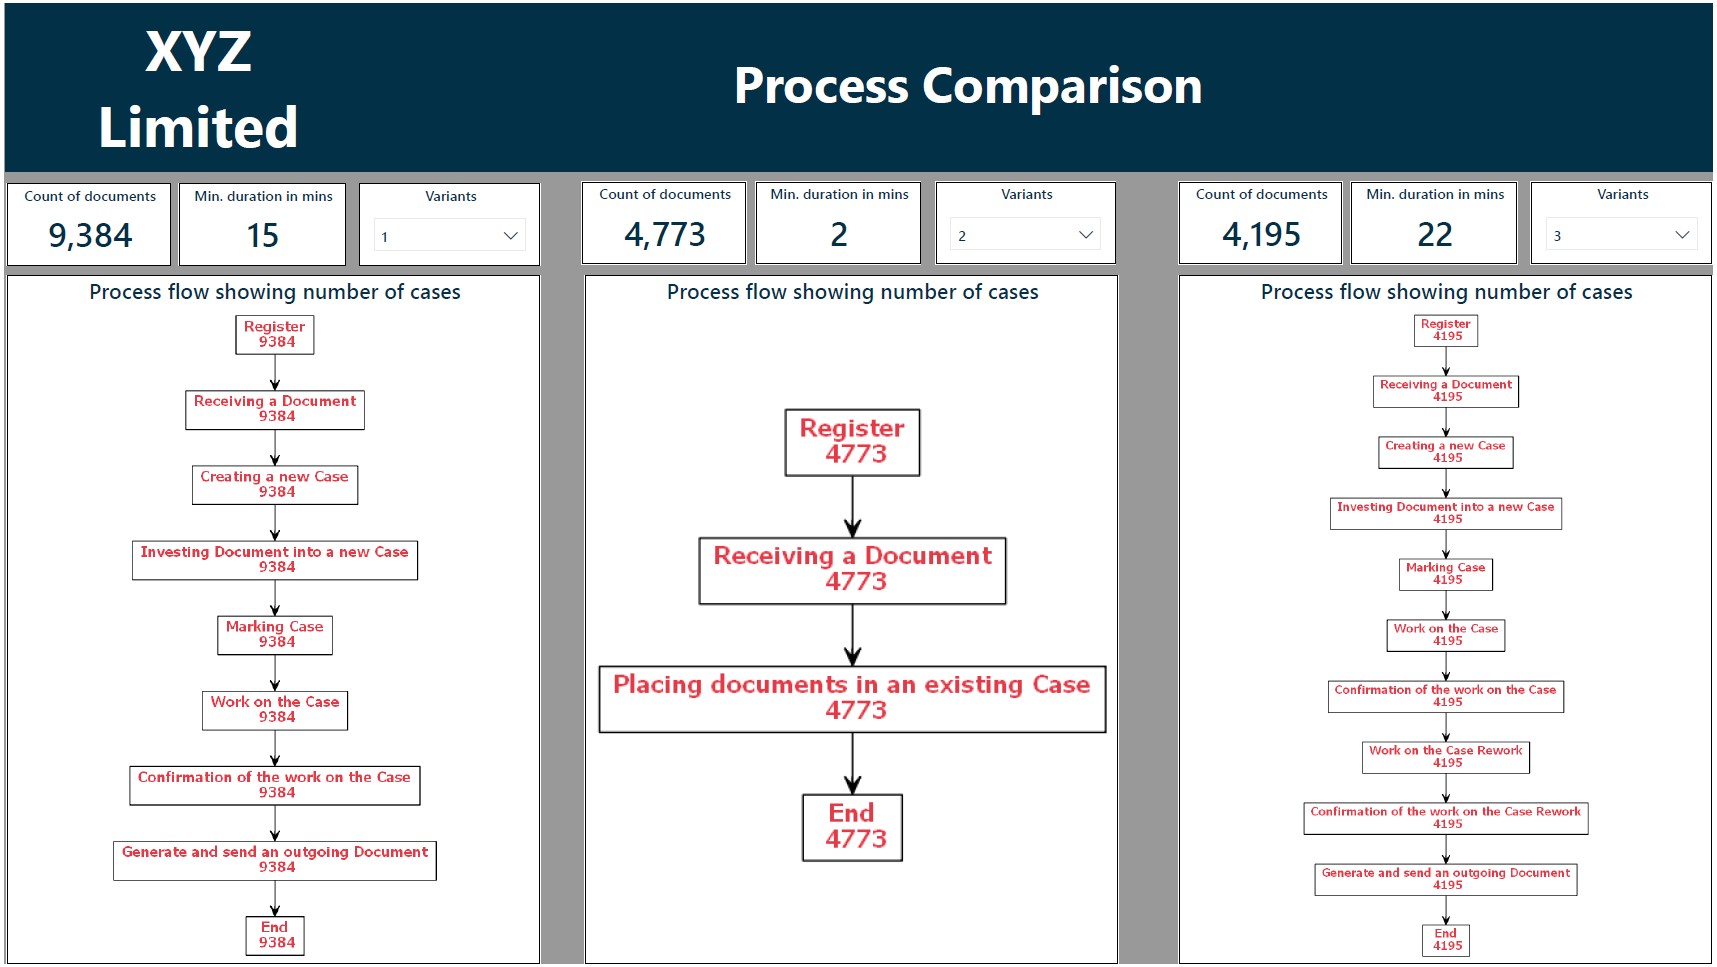 XYZ
Limited
Process Comparison
Count of documents
9,384
Min. duration in mins
15
Variants
1
Process flow showing number of cases
Register
9384
Receiving a Document
9384
Creating a new Case
9384
Investing Document into a new Case
9384
Marking Case
9384
Work on the Case
9384
Confirmation of the work on the Case
9384
Generate and send an outgoing Document
9384
End
9384
Count of documents
4,773
Min. duration in mins
2
Variants
2
Process flow showing number of cases
Register
4773
Receiving a Document
4773
Placing documents in an existing Case
4773
End
4773
Count of documents
4,195
Min. duration in mins
22
Variants
3
Process flow showing number of cases
Register
4195
Receiving a Document
4195
Creating a new Case
4195
Investing Document into a new Case
4195
Marking Case
4195
Work on the Case
4195
Confirmation of the work on the Case
4195
Work on the Case Rework
4195
Confirmation of the work on the Case Rework
4195
Generate and send an outgoing Document
4195
End
4195